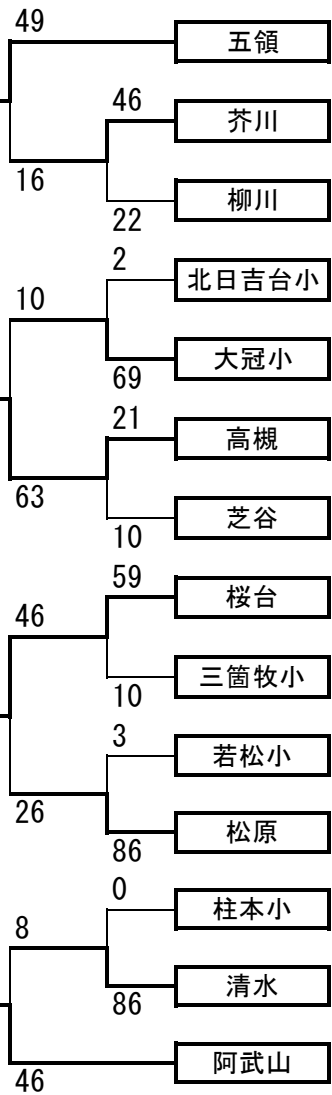 49
五領
46
芥川
16
柳川
22
2
北日吉台小
10
大冠小
69
21
高槻
63
芝谷
10
59
桜台
46
三箇牧小
10
3
若松小
26
松原
86
0
柱本小
8
清水
86
阿武山
46